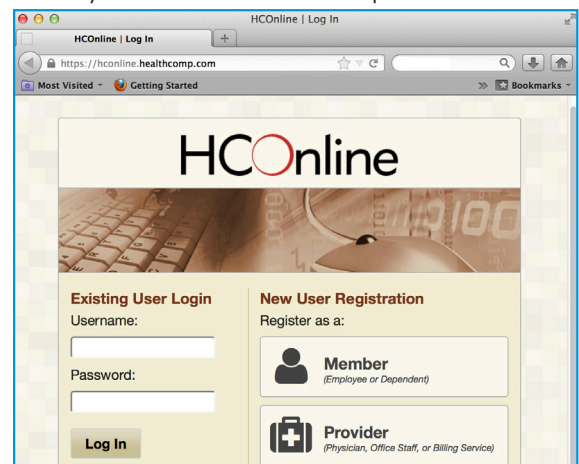 HCOnline | Log In
HCOnline | Log In
https://hconline.healthcomp.com
Most Visited
Getting Started
Bookmarks
HCOnline
Existing User Login
Username:
Password:
Log In
New User Registration
Register as a:
Member
(Employee or Dependent)
Provider
(Physician, Office Staff, or Billing Service)